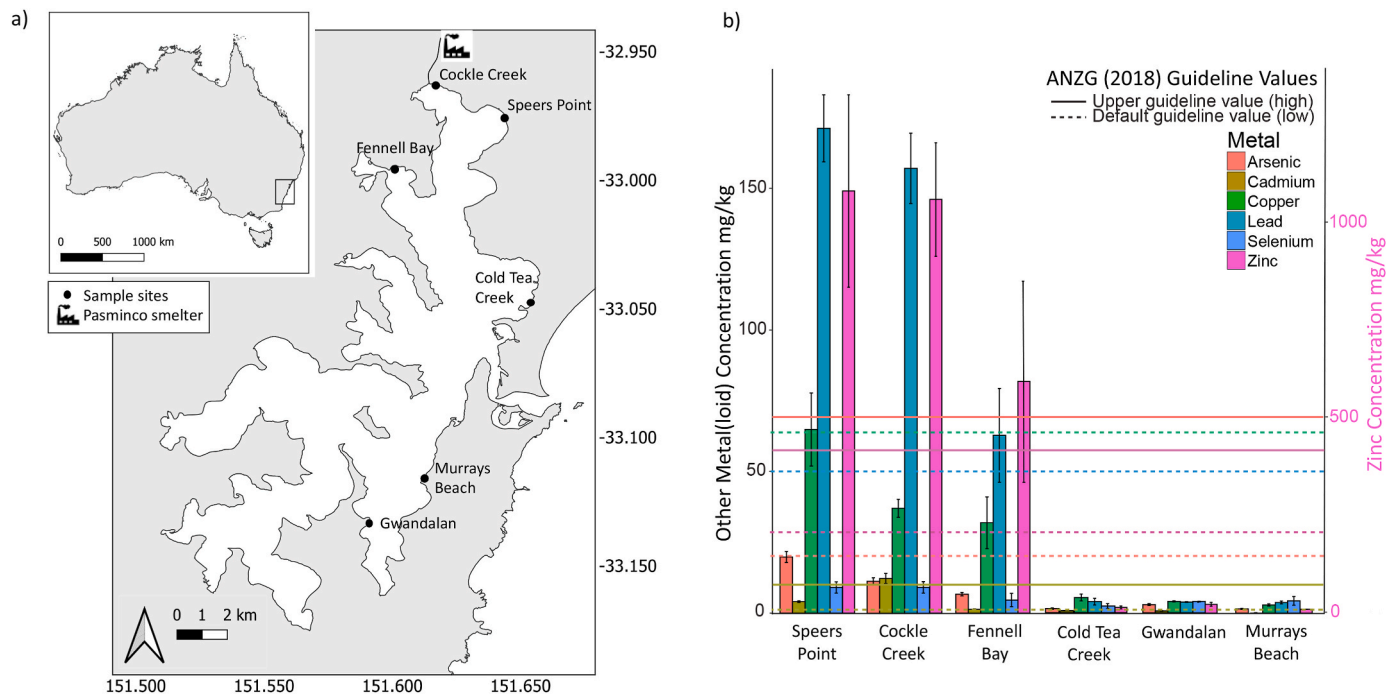 a)
0 500 1000 km
Sample sites
Pasminco smelter
Cockle Creek
Speers Point
Fennell Bay
Cold Tea
Creek
Murrays
Beach
Gwandalan
0 1 2 km
-32.950
-33.000
-33.050
-33.100
-33.150
151.500 151.550 151.600 151.650
b)
ANZG (2018) Guideline Values
Upper guideline value (high)
Default guideline value (low)
Metal
Arsenic
Cadmium
Copper
Lead
Selenium
Zinc
Other Metal(loid) Concentration mg/kg
150
100
50
0
Zinc Concentration mg/kg
1000
500
0
Speers
Point
Cockle
Creek
Fennell
Bay
Cold Tea
Creek
Gwandalan
Murrays
Beach